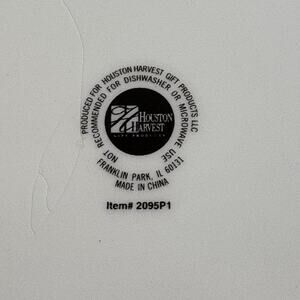 PRODUCED FOR HOUSTON HARVEST GIFT PRODUCTS LLC
NOT RECOMMENDED FOR DISHWASHER OR MICROWAVE USE
HOUSTON
HARVEST
GIFT PRODUCTS
FRANKLIN PARK, IL 60131
MADE IN CHINA
Item# 2095P1